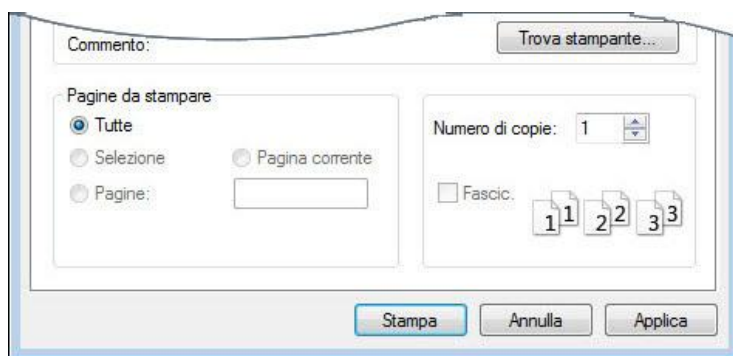 Commento:
Trova stampante...
Pagine da stampare
Tutte
Selezione
Pagina corrente
Pagine:
Numero di copie: 1
Fascic.
1 1 2 2 3 3
Stampa
Annulla
Applica